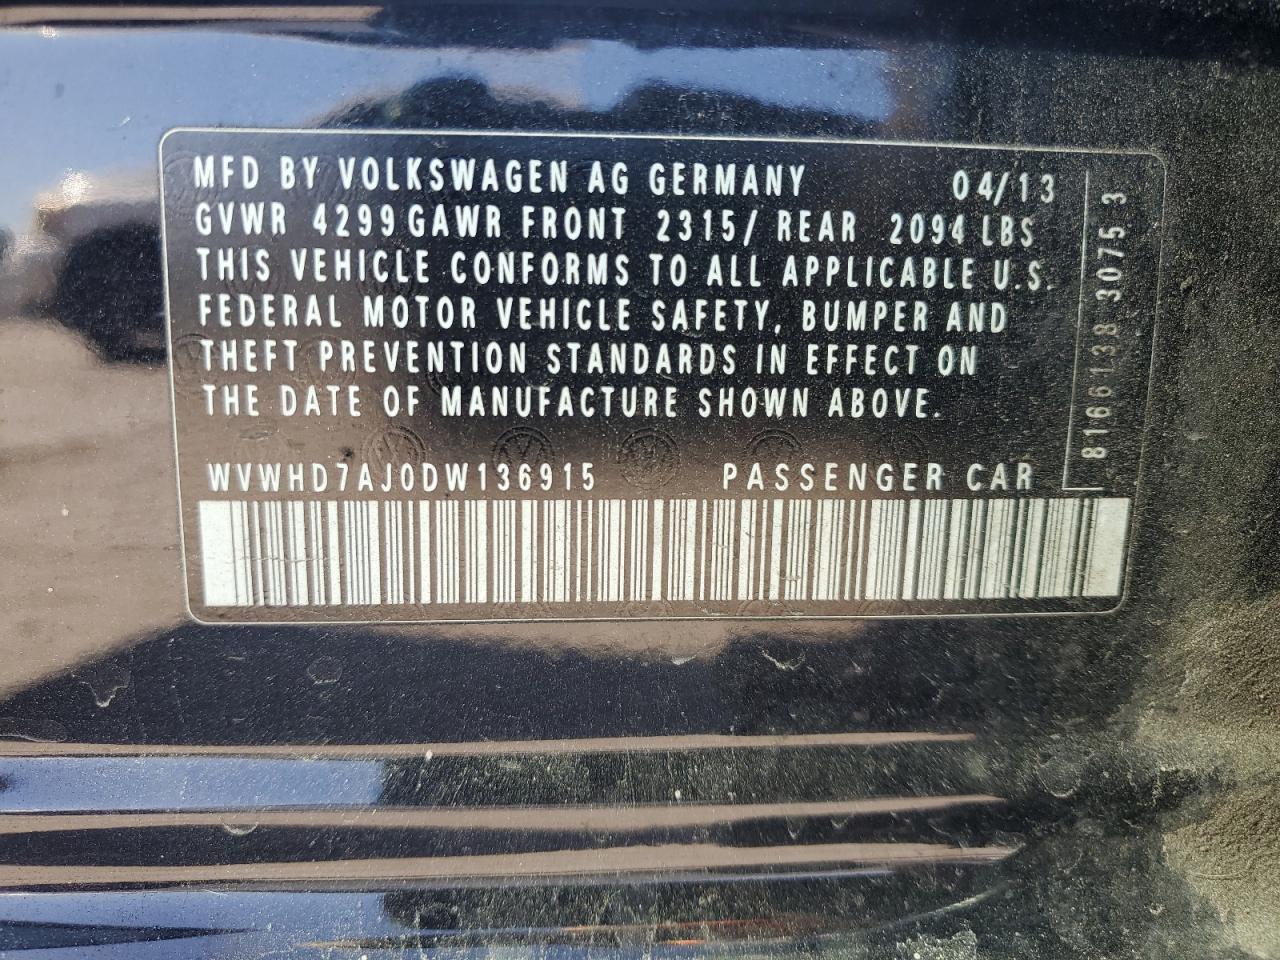 MFD BY VOLKSWAGEN AG GERMANY 04/13
GVWR 4299 GAWR FRONT 2315/ REAR 2094 LBS
THIS VEHICLE CONFORMS TO ALL APPLICABLE U.S.
FEDERAL MOTOR VEHICLE SAFETY, BUMPER AND
THEFT PREVENTION STANDARDS IN EFFECT ON
THE DATE OF MANUFACTURE SHOWN ABOVE.
WVWHD7AJ0DW136915 PASSENGER CAR
8166138 3075 3